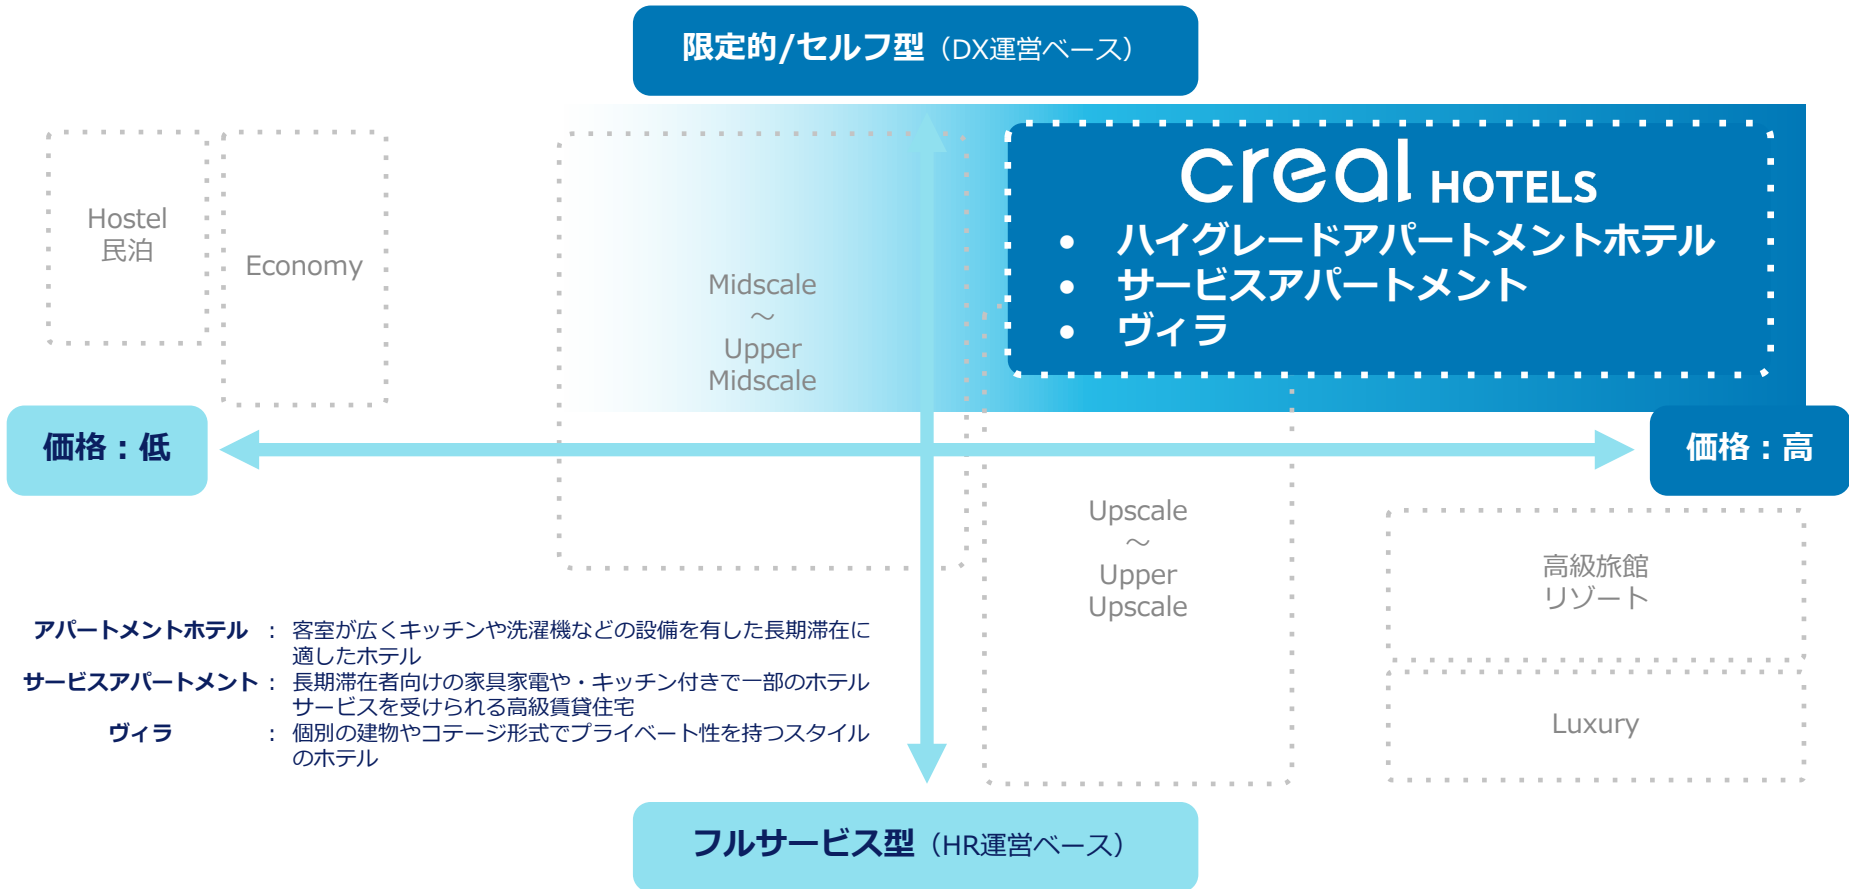 限定的/セルフ型（DX運営ベース）
creal HOTELS
• ハイグレードアパートメントホテル
• サービスアパートメント
• ヴィラ
Hostel
民泊
Economy
Midscale
～
Upper
Midscale
価格：低
価格：高
Upscale
～
Upper
Upscale
高級旅館
リゾート
Luxury
アパートメントホテル ： 客室が広くキッチンや洗濯機などの設備を有した長期滞在に
適したホテル
サービスアパートメント： 長期滞在者向けの家具家電や・キッチン付きで一部のホテル
サービスを受けられる高級賃貸住宅
ヴィラ ： 個別の建物やコテージ形式でプライベート性を持つスタイル
のホテル
フルサービス型（HR運営ベース）